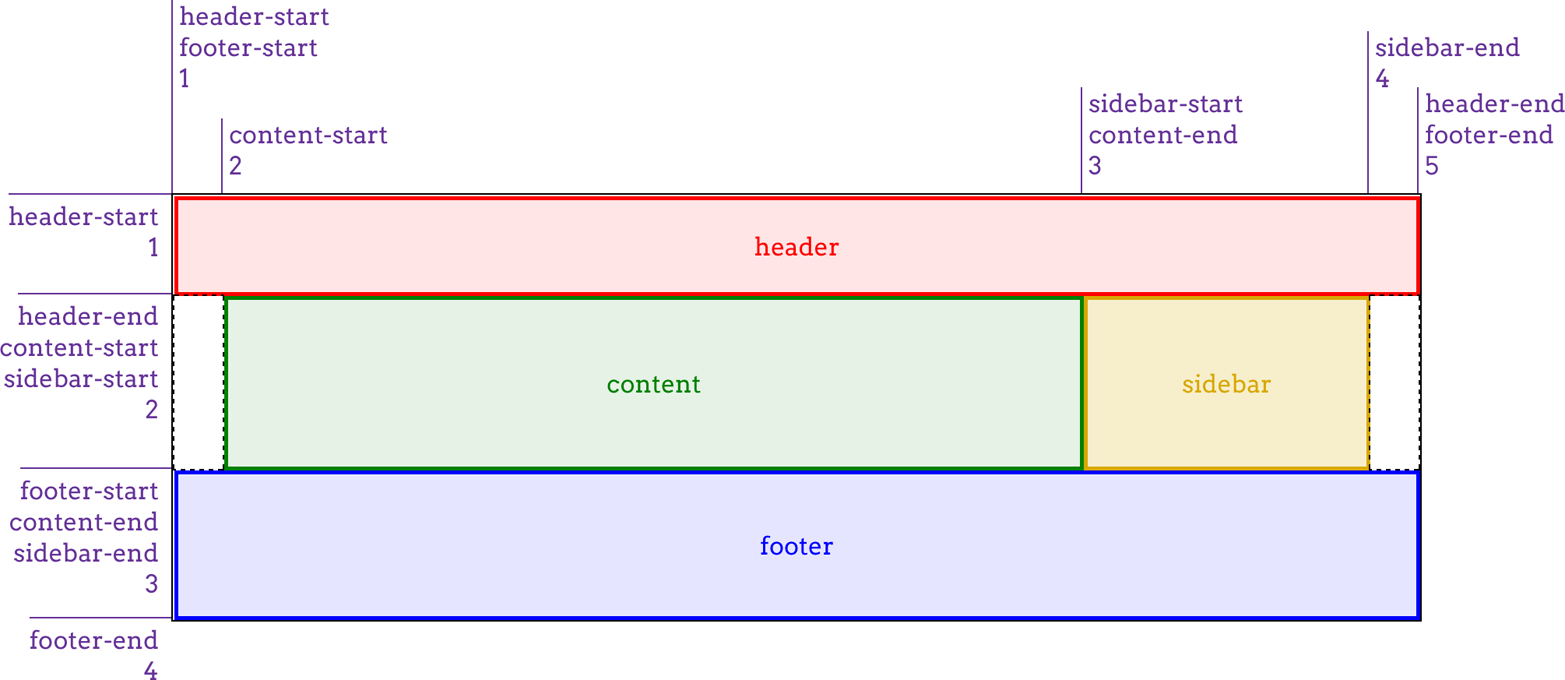 header-start
footer-start
1
sidebar-end
4
content-start
2
sidebar-start
content-end
3
header-end
footer-end
5
header-start
1
header
header-end
content-start
sidebar-start
2
content
sidebar
footer-start
content-end
sidebar-end
3
footer
footer-end
4